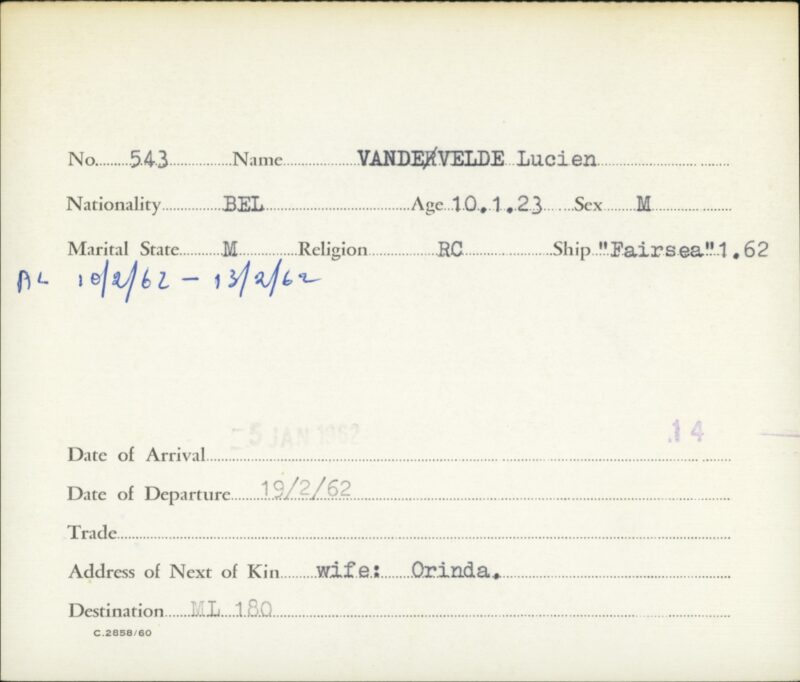 No. 543 Name VANDERVELDE Lucien
Nationality BEL Age 10.1.23 Sex M
Marital State M Religion RC Ship "Fairsea" 1.62
AL 10/2/62 — 13/2/62
-5 JAN 1962
14
Date of Arrival
Date of Departure 19/2/62
Trade
Address of Next of Kin wife: Orinda.
Destination ML 180
C.2858/60